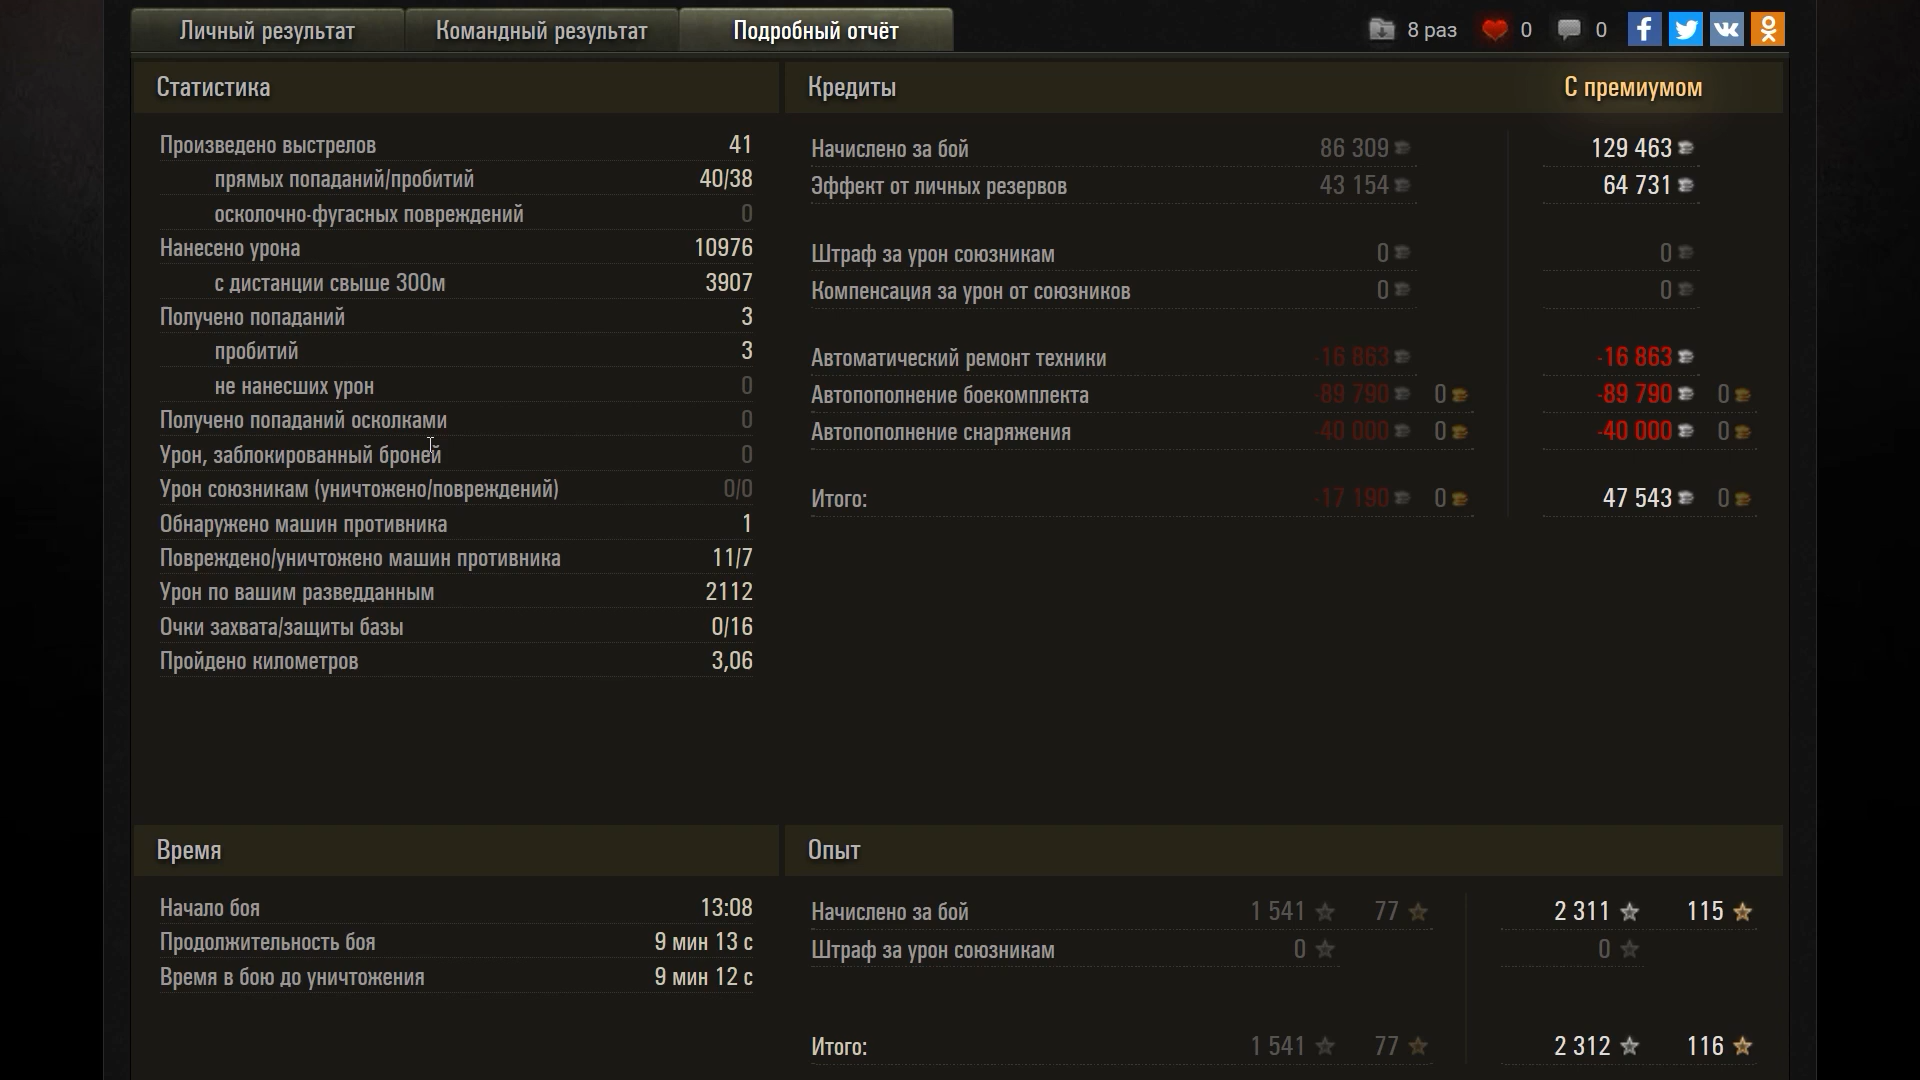 Личный результат
Командный результат
Подробный отчёт
8 раз
0
0
Статистика
Произведено выстрелов 41
прямых попаданий/пробитий 40/38
осколочно-фугасных повреждений 0
Нанесено урона 10976
с дистанции свыше 300м 3907
Получено попаданий 3
пробитий 3
не нанесших урон 0
Получено попаданий осколками 0
Урон, заблокированный броней 0
Урон союзникам (уничтожено/повреждений) 0/0
Обнаружено машин противника 1
Повреждено/уничтожено машин противника 11/7
Урон по вашим разведданным 2112
Очки захвата/защиты базы 0/16
Пройдено километров 3,06
Кредиты С премиумом
Начислено за бой 86 309 129 463
Эффект от личных резервов 43 154 64 731
Штраф за урон союзникам 0 0
Компенсация за урон от союзников 0 0
Автоматический ремонт техники -16 863 -16 863
Автопополнение боекомплекта -89 790 0 -89 790 0
Автопополнение снаряжения -40 000 0 -40 000 0
Итого: -17 190 0 47 543 0
Время
Начало боя 13:08
Продолжительность боя 9 мин 13 с
Время в бою до уничтожения 9 мин 12 с
Опыт
Начислено за бой 1 541 77 2 311 115
Штраф за урон союзникам 0 0
Итого: 1 541 77 2 312 116